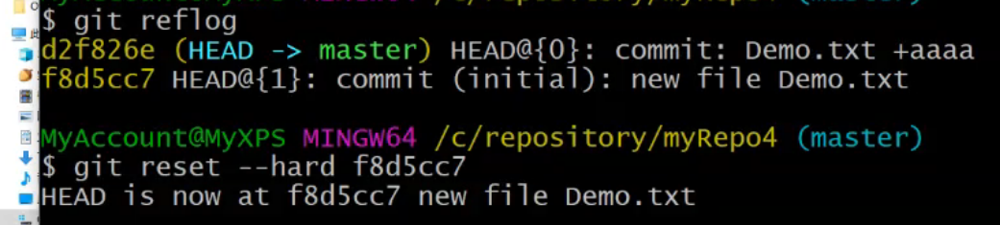 $ git reflog
d2f826e (HEAD -> master) HEAD@{0}: commit: Demo.txt +aaaa
f8d5cc7 HEAD@{1}: commit (initial): new file Demo.txt
MyAccount@MyXPS MINGW64 /c/repository/myRepo4 (master)
$ git reset --hard f8d5cc7
HEAD is now at f8d5cc7 new file Demo.txt